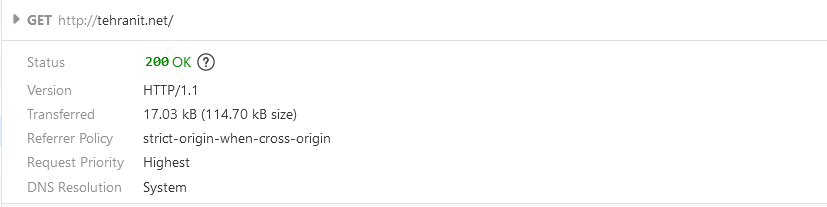 GET http://tehranit.net/
Status 200 OK ?
Version HTTP/1.1
Transferred 17.03 kB (114.70 kB size)
Referrer Policy strict-origin-when-cross-origin
Request Priority Highest
DNS Resolution System